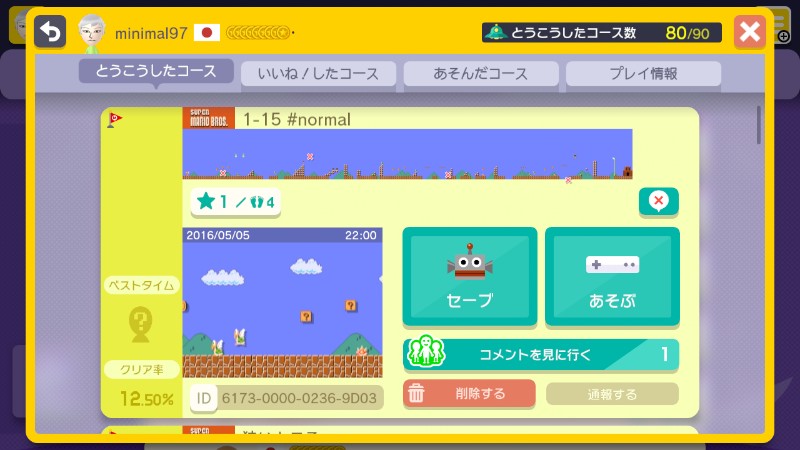 minimal97
とうこうしたコース数 80/90
とうこうしたコース
いいね!したコース
あそんだコース
プレイ情報
SUPER
MARIO BROS.
1-15 #normal
1 / 4
2016/05/05 22:00
ベストタイム
クリア率
12.50%
セーブ
あそぶ
コメントを見に行く 1
ID 6173-0000-0236-9D03
削除する
通報する
SUPER